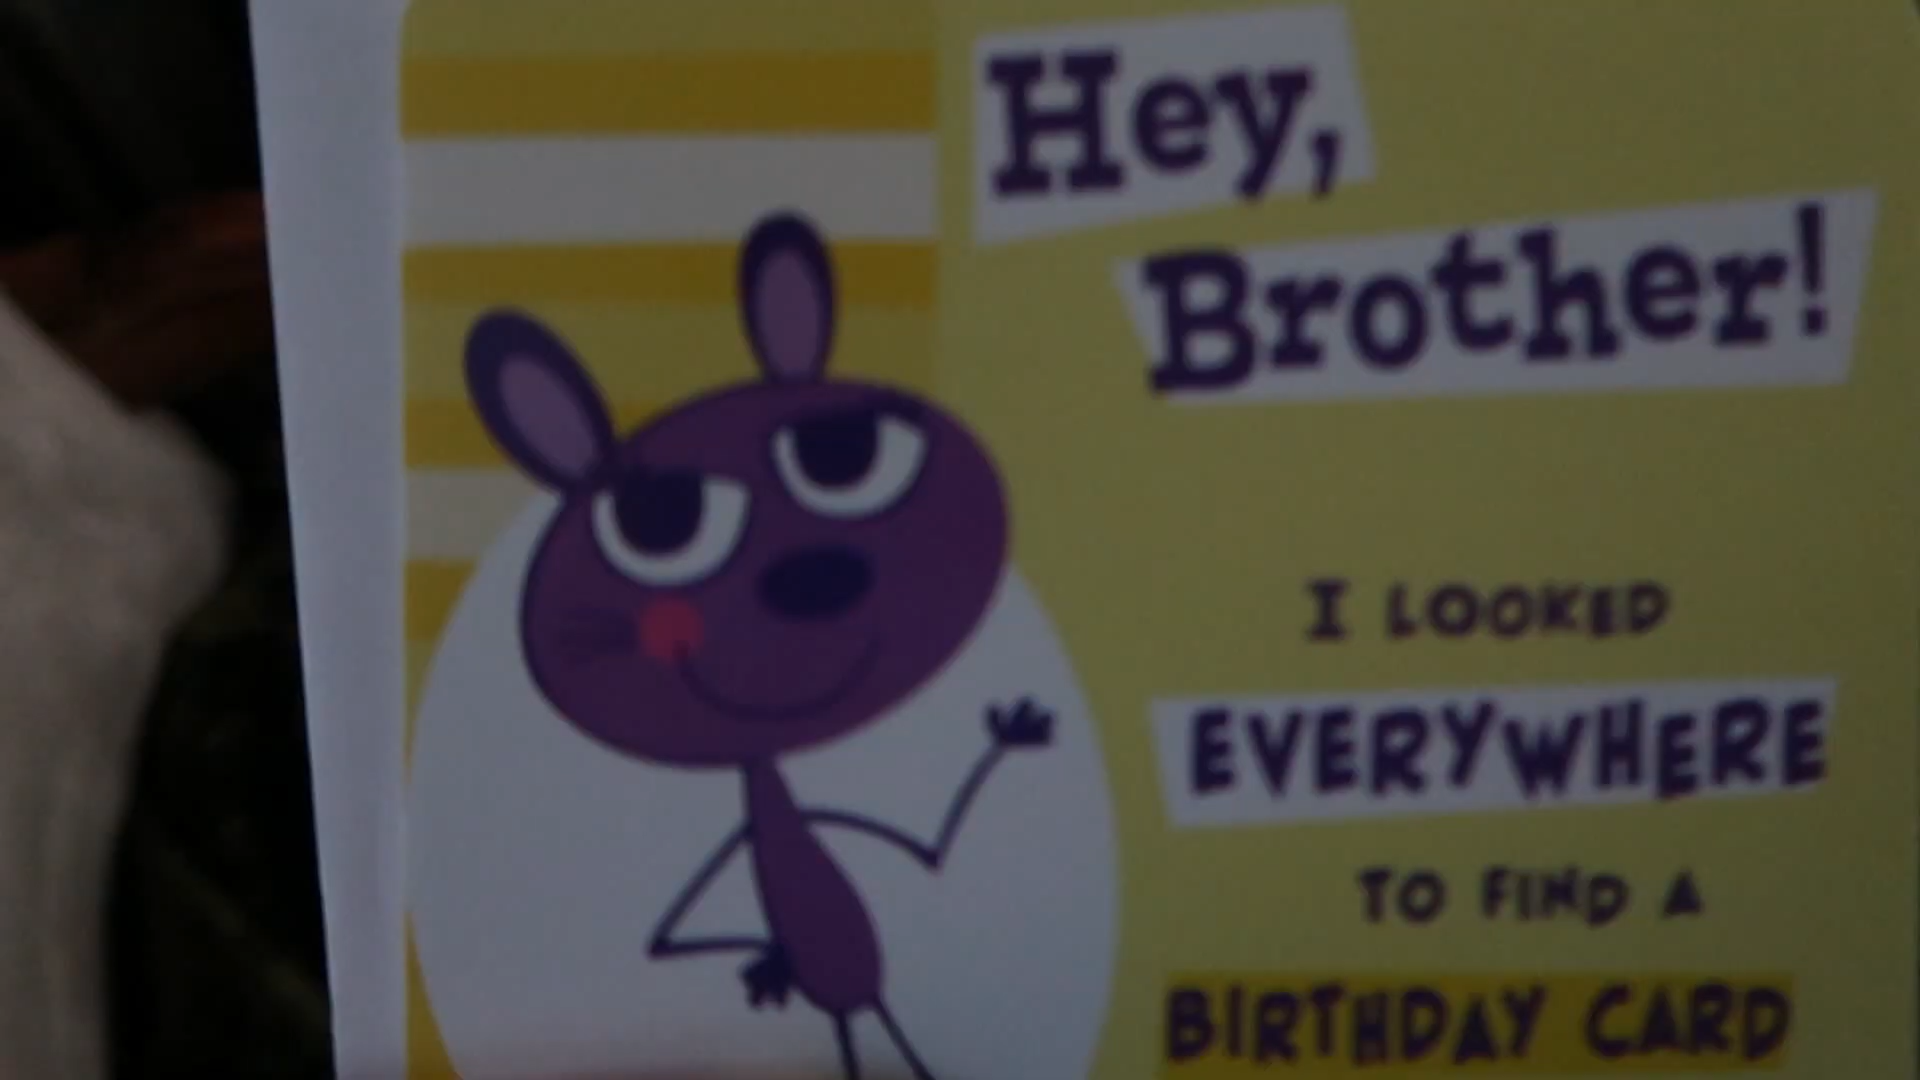 Hey,
Brother!
I LOOKED
EVERYWHERE
TO FIND A
BIRTHDAY CARD